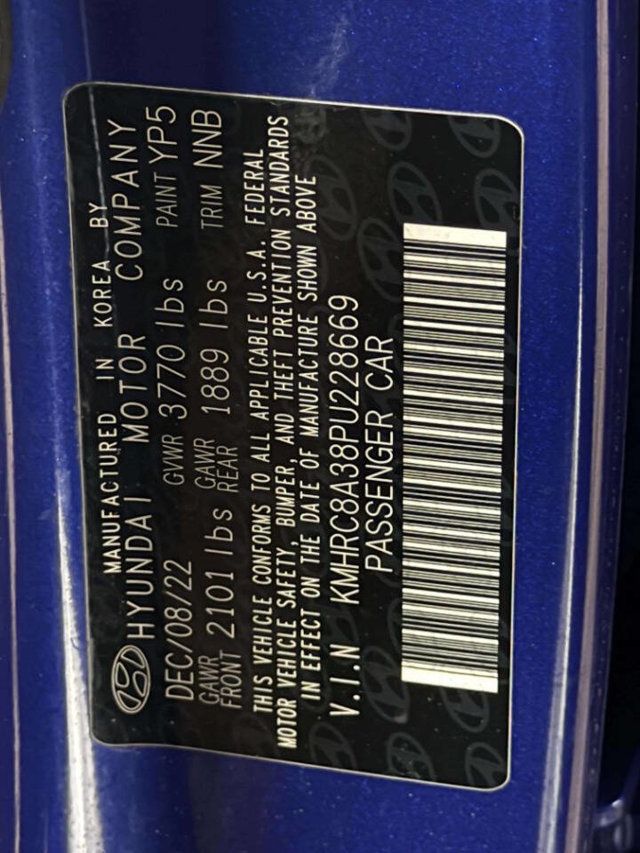 MANUFACTURED IN KOREA BY
HYUNDAI MOTOR COMPANY
DEC/08/22 GVWR 3770 lbs PAINT YP5
GAWR FRONT 2101 lbs GAWR REAR 1889 lbs TRIM NNB
THIS VEHICLE CONFORMS TO ALL APPLICABLE U.S.A. FEDERAL
MOTOR VEHICLE SAFETY, BUMPER, AND THEFT PREVENTION STANDARDS
IN EFFECT ON THE DATE OF MANUFACTURE SHOWN ABOVE
V.I.N KMHRC8A38PU228669
PASSENGER CAR